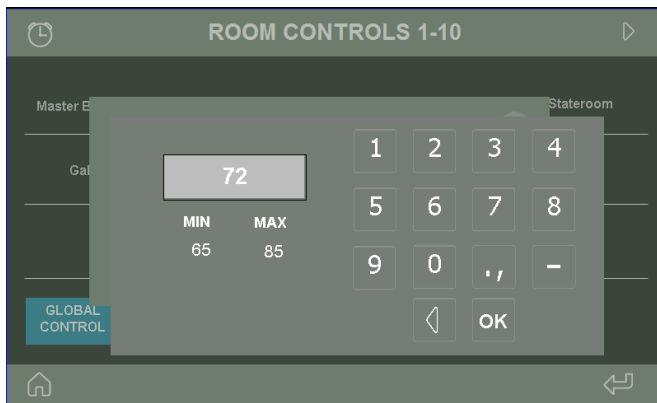 ROOM CONTROLS 1-10
Master B
Stateroom
Gal
72
MIN MAX
65 85
1 2 3 4
5 6 7 8
9 0 ., -
OK
GLOBAL
CONTROL